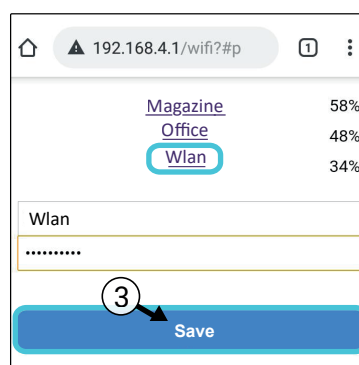 192.168.4.1/wifi?#p 1
Magazine 58%
Office 48%
Wlan 34%
Wlan
••••••••••
3
Save